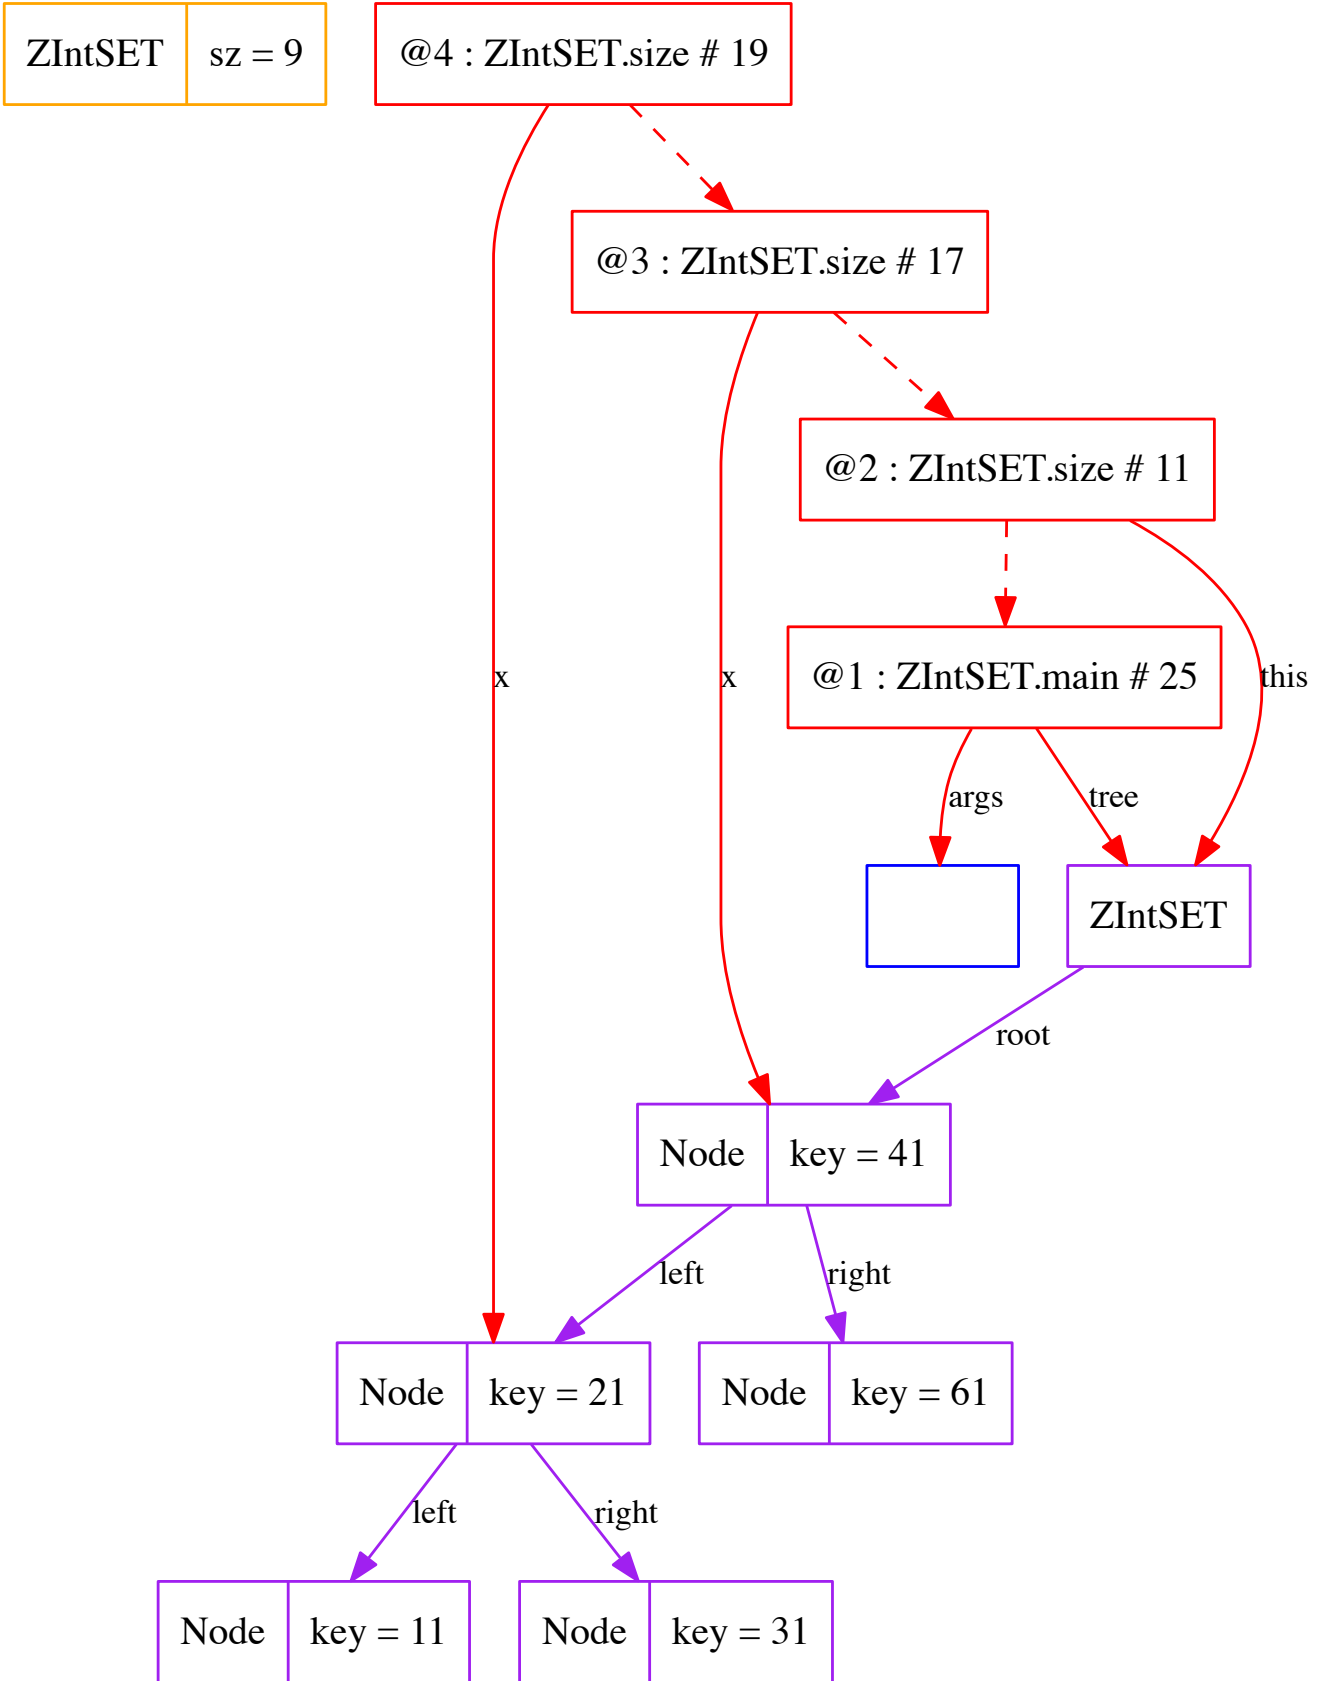 ZIntSET sz = 9 @4 : ZIntSET.size # 19
@3 : ZIntSET.size # 17
@2 : ZIntSET.size # 11
x x @1 : ZIntSET.main # 25 this
args tree
ZIntSET
root
Node key = 41
left right
Node key = 21 Node key = 61
left right
Node key = 11 Node key = 31